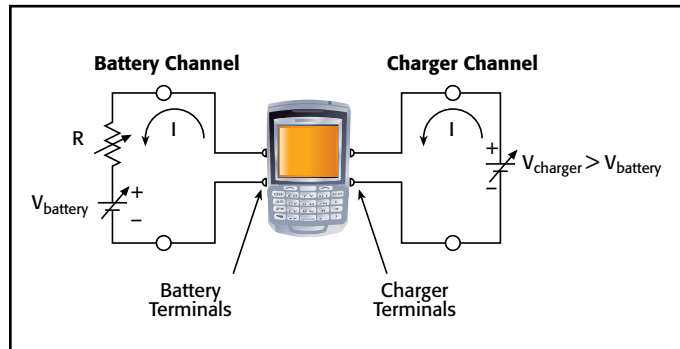 Battery Channel
Charger Channel
R
I
I
+
−
V_battery
+
−
V_charger > V_battery
Battery
Terminals
Charger
Terminals